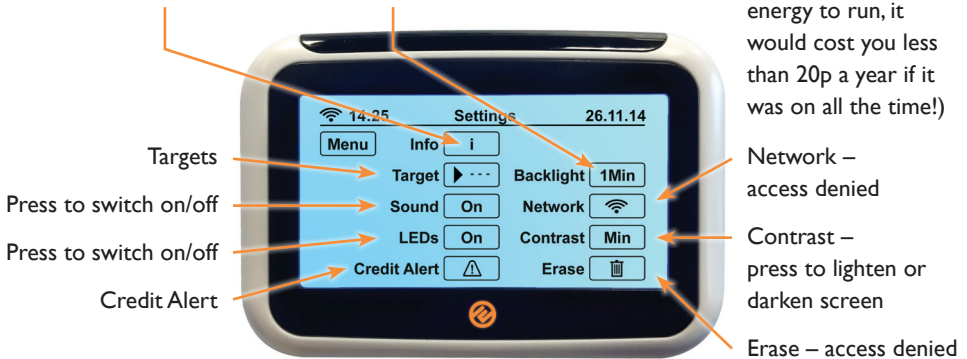 energy to run, it
would cost you less
than 20p a year if it
was on all the time!)
14:25 Settings 26.11.14
Menu Info i
Targets
Target --- Backlight 1Min
Network –
access denied
Press to switch on/off
Sound On Network
Press to switch on/off
LEDs On Contrast Min
Contrast –
press to lighten or
darken screen
Credit Alert
Credit Alert Erase
Erase – access denied